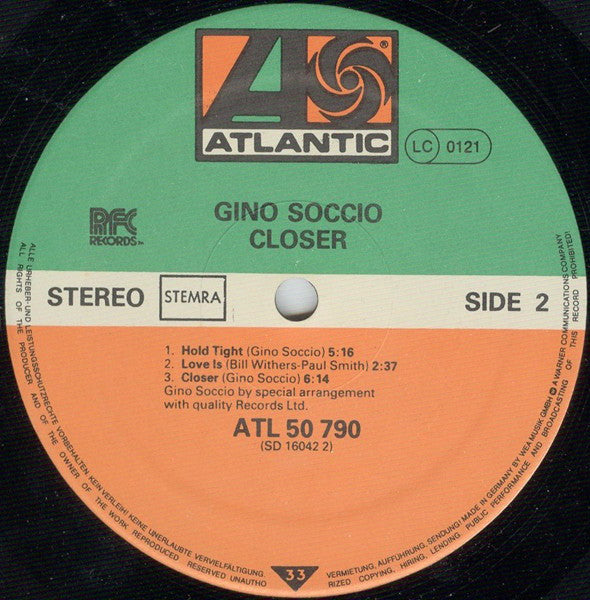 ATLANTIC
LC 0121
GINO SOCCIO
CLOSER
RFC
RECORDS TM
STEREO
STEMRA
SIDE 2
1. Hold Tight (Gino Soccio) 5:16
2. Love Is (Bill Withers-Paul Smith) 2:37
3. Closer (Gino Soccio) 6:14
Gino Soccio by special arrangement
with quality Records Ltd.
ATL 50 790
(SD 16042 2)
33
ALLE URHEBER-UND LEISTUNGSSCHUTZRECHTE VORBEHALTEN KEIN VERLEIH! KEINE UNERLAUBTE VERVIELFÄLTIGUNG,
VERMIETUNG, AUFFÜHRUNG, SENDUNG! MADE IN GERMANY BY WEA MUSIK GMBH ℗ A WARNER COMMUNICATIONS COMPANY
ALL RIGHTS OF THE PRODUCER AND OF THE OWNER OF THE WORK REPRODUCED RESERVED UNAUTHO
RIZED COPYING, HIRING, LENDING PUBLIC PERFORMANCE AND BROADCASTING OF THIS RECORD PROHIBITED!